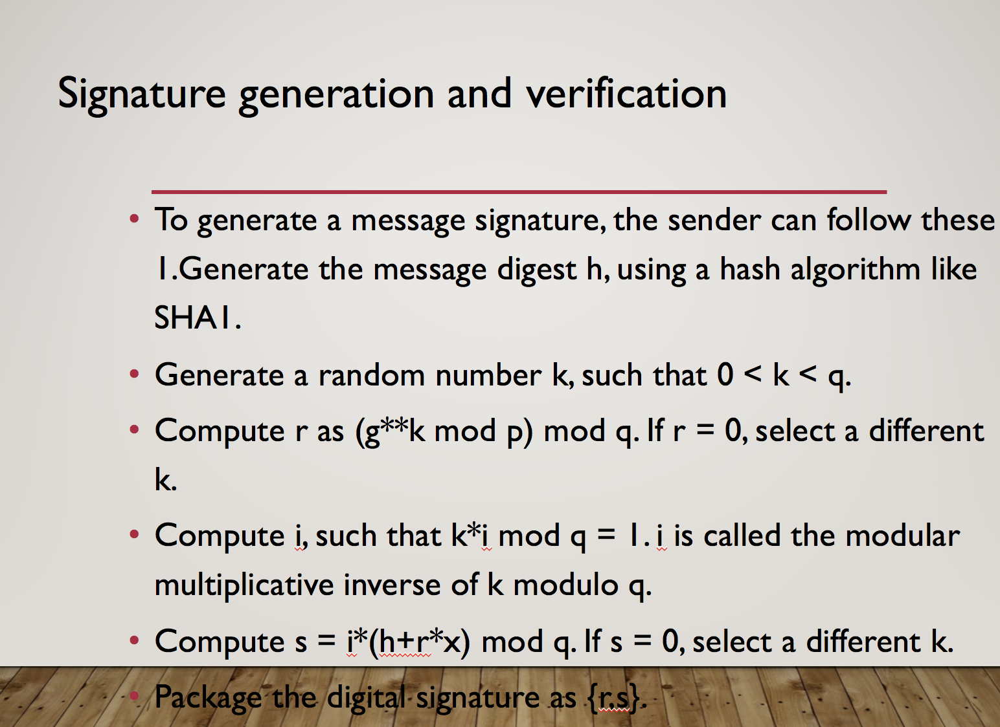 Signature generation and verification
• To generate a message signature, the sender can follow these
1.Generate the message digest h, using a hash algorithm like
SHA1.
• Generate a random number k, such that 0 < k < q.
• Compute r as (g**k mod p) mod q. If r = 0, select a different
k.
• Compute i, such that k*i mod q = 1. i is called the modular
multiplicative inverse of k modulo q.
• Compute s = i*(h+r*x) mod q. If s = 0, select a different k.
• Package the digital signature as {r.s}.